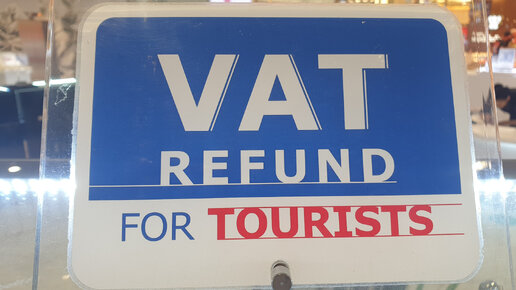 VAT
REFUND
FOR TOURISTS